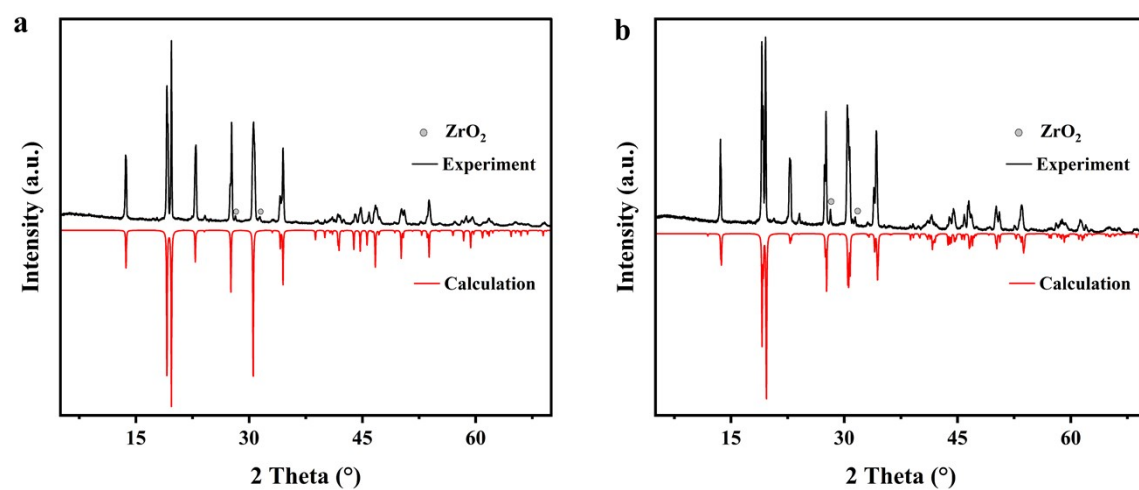 a
Intensity (a.u.)
ZrO₂
Experiment
Calculation
15
30
45
60
2 Theta (°)
b
Intensity (a.u.)
ZrO₂
Experiment
Calculation
15
30
45
60
2 Theta (°)